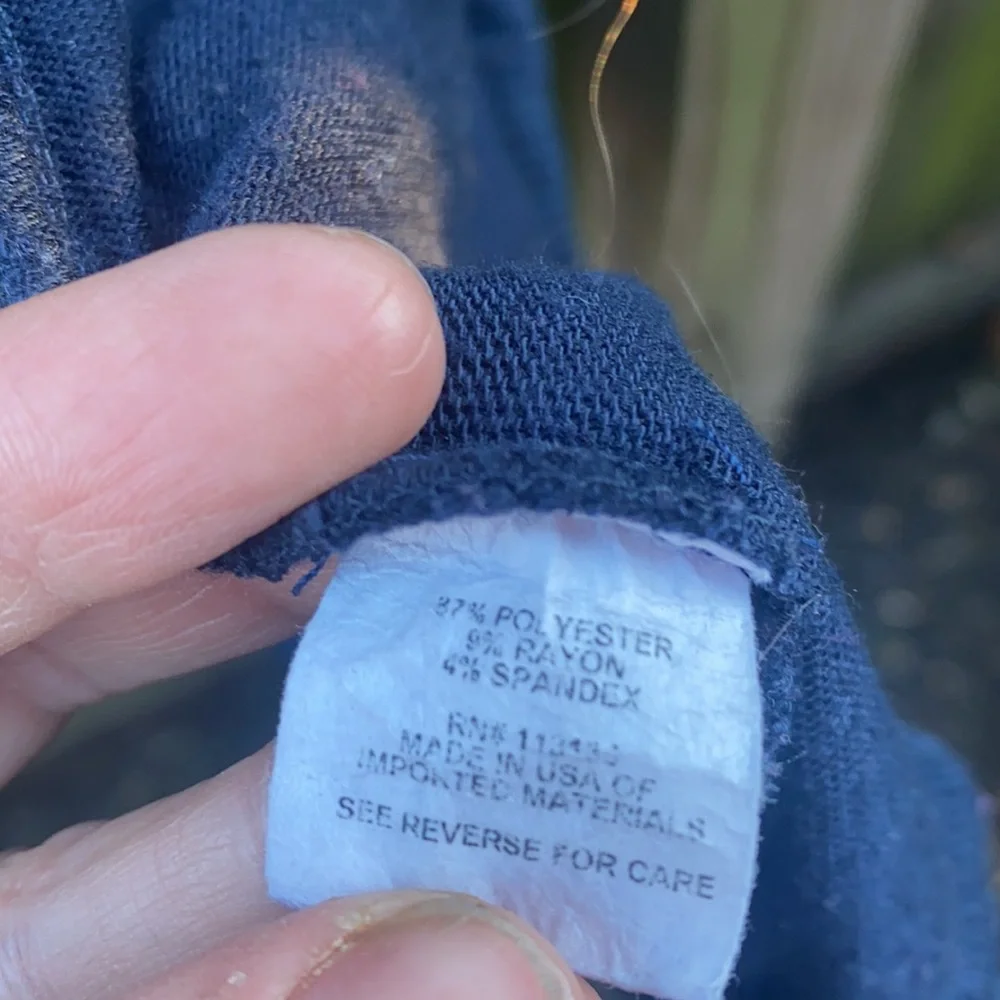 87% POLYESTER
9% RAYON
4% SPANDEX
RN#
MADE IN USA OF
IMPORTED MATERIALS
SEE REVERSE FOR CARE